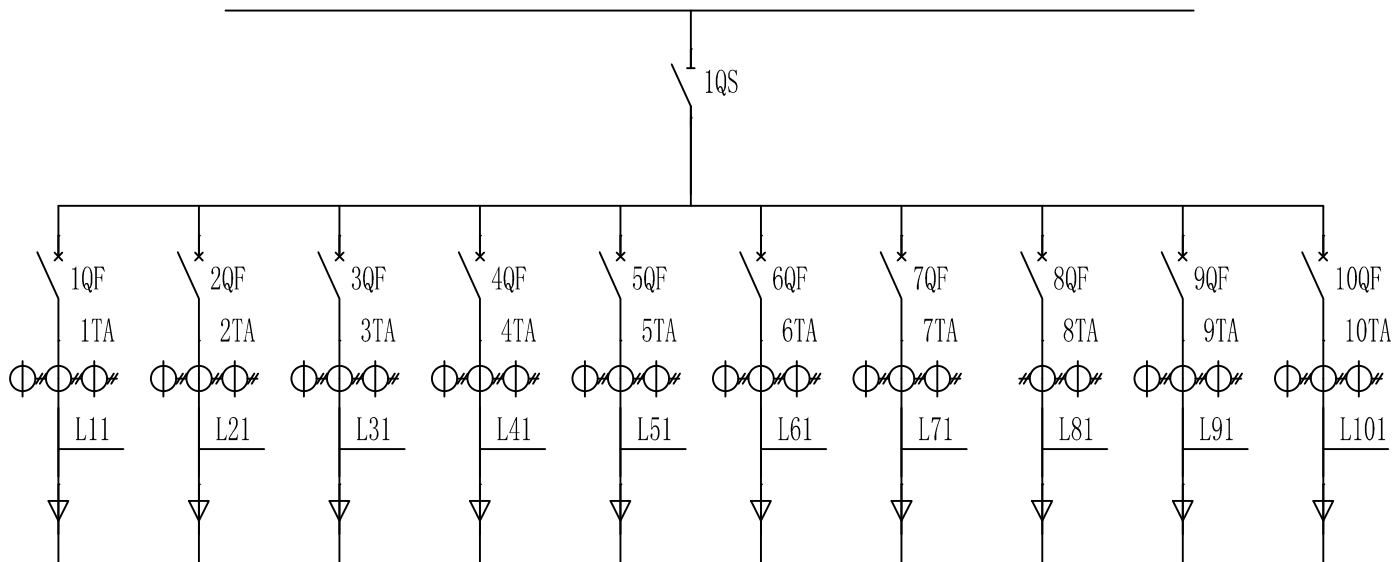 1QS
1QF
2QF
3QF
4QF
5QF
6QF
7QF
8QF
9QF
10QF
1TA
2TA
3TA
4TA
5TA
6TA
7TA
8TA
9TA
10TA
L11
L21
L31
L41
L51
L61
L71
L81
L91
L101